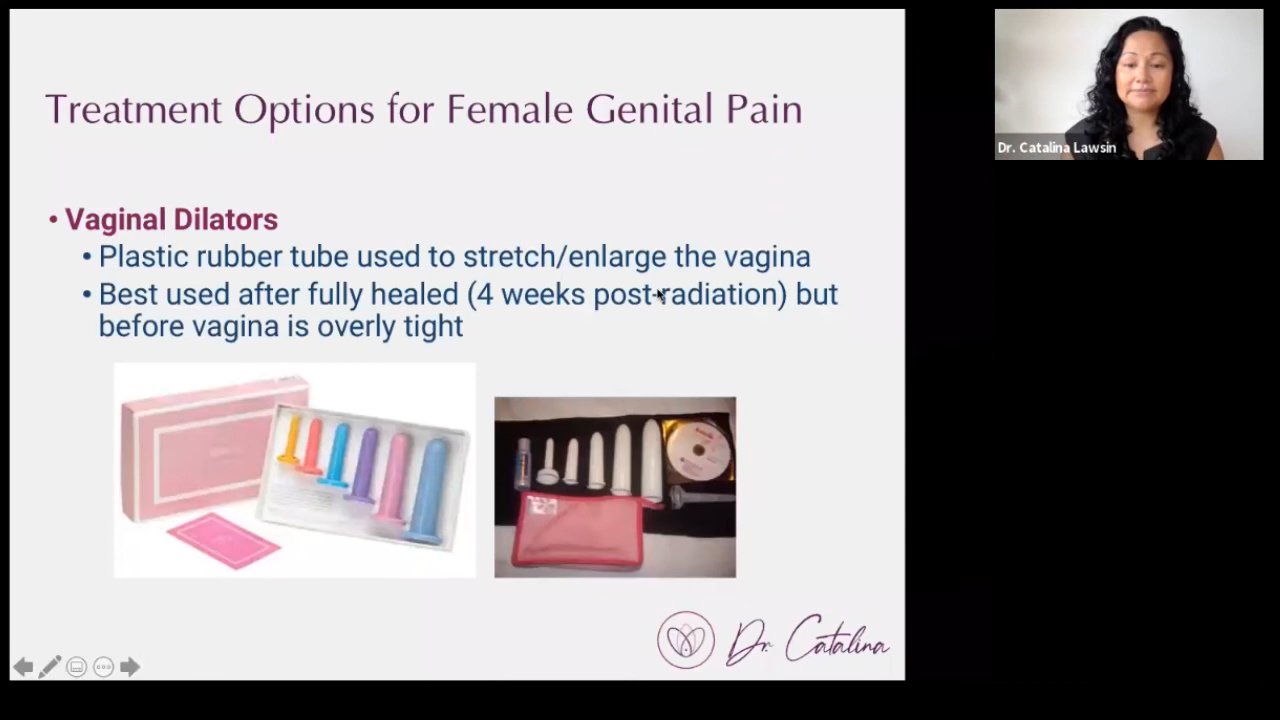 Treatment Options for Female Genital Pain
• Vaginal Dilators
• Plastic rubber tube used to stretch/enlarge the vagina
• Best used after fully healed (4 weeks post-radiation) but
before vagina is overly tight
Dr. Catalina
Dr. Catalina Lawsin